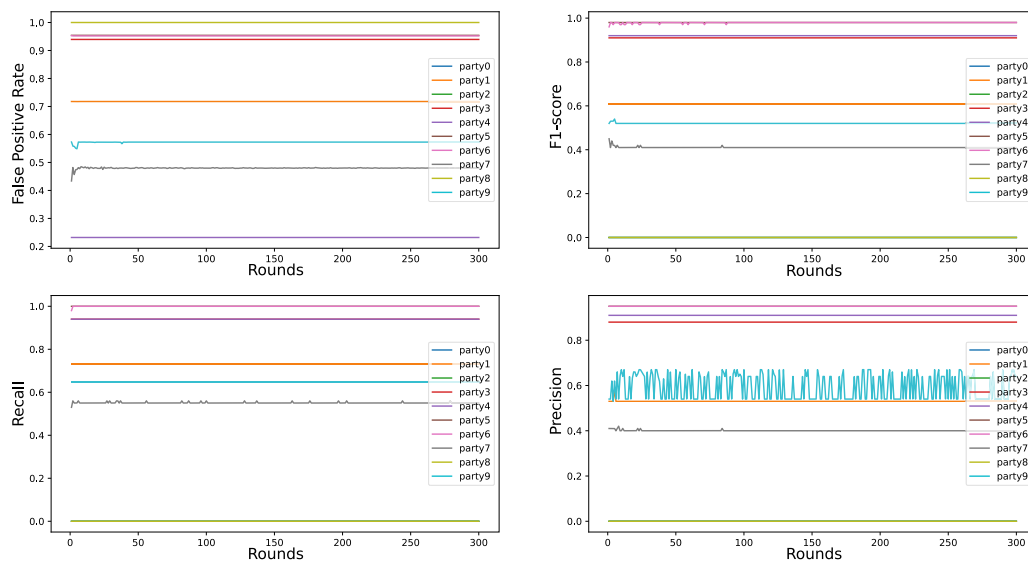 False Positive Rate
1.0
0.9
0.8
0.7
0.6
0.5
0.4
0.3
0.2
0
50
100
150
200
250
300
Rounds
party0
party1
party2
party3
party4
party5
party6
party7
party8
party9
F1-score
1.0
0.8
0.6
0.4
0.2
0.0
0
50
100
150
200
250
300
Rounds
party0
party1
party2
party3
party4
party5
party6
party7
party8
party9
Recall
1.0
0.8
0.6
0.4
0.2
0.0
0
50
100
150
200
250
300
Rounds
party0
party1
party2
party3
party4
party5
party6
party7
party8
party9
Precision
0.8
0.6
0.4
0.2
0.0
0
50
100
150
200
250
300
Rounds
party0
party1
party2
party3
party4
party5
party6
party7
party8
party9